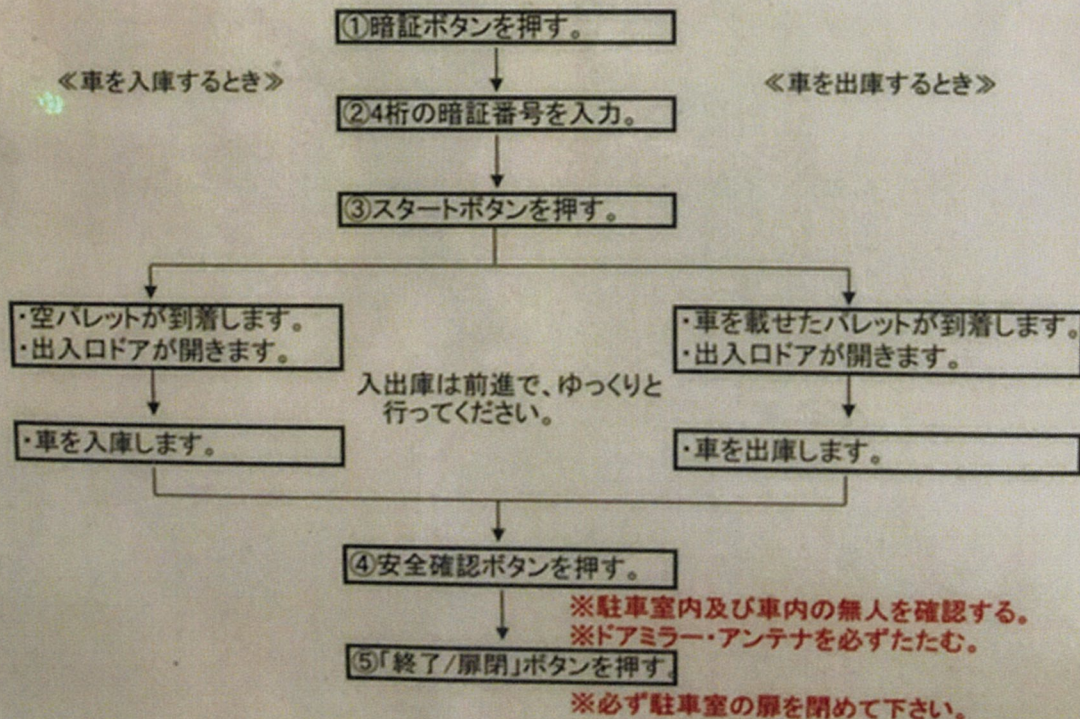 ①暗証ボタンを押す。
≪車を入庫するとき≫
≪車を出庫するとき≫
②4桁の暗証番号を入力。
③スタートボタンを押す。
・空パレットが到着します。
・出入口ドアが開きます。
・車を載せたパレットが到着します。
・出入口ドアが開きます。
入出庫は前進で、ゆっくりと
行ってください。
・車を入庫します。
・車を出庫します。
④安全確認ボタンを押す。
※駐車室内及び車内の無人を確認する。
※ドアミラー・アンテナを必ずたたむ。
⑤「終了/扉閉」ボタンを押す。
※必ず駐車室の扉を閉めて下さい。